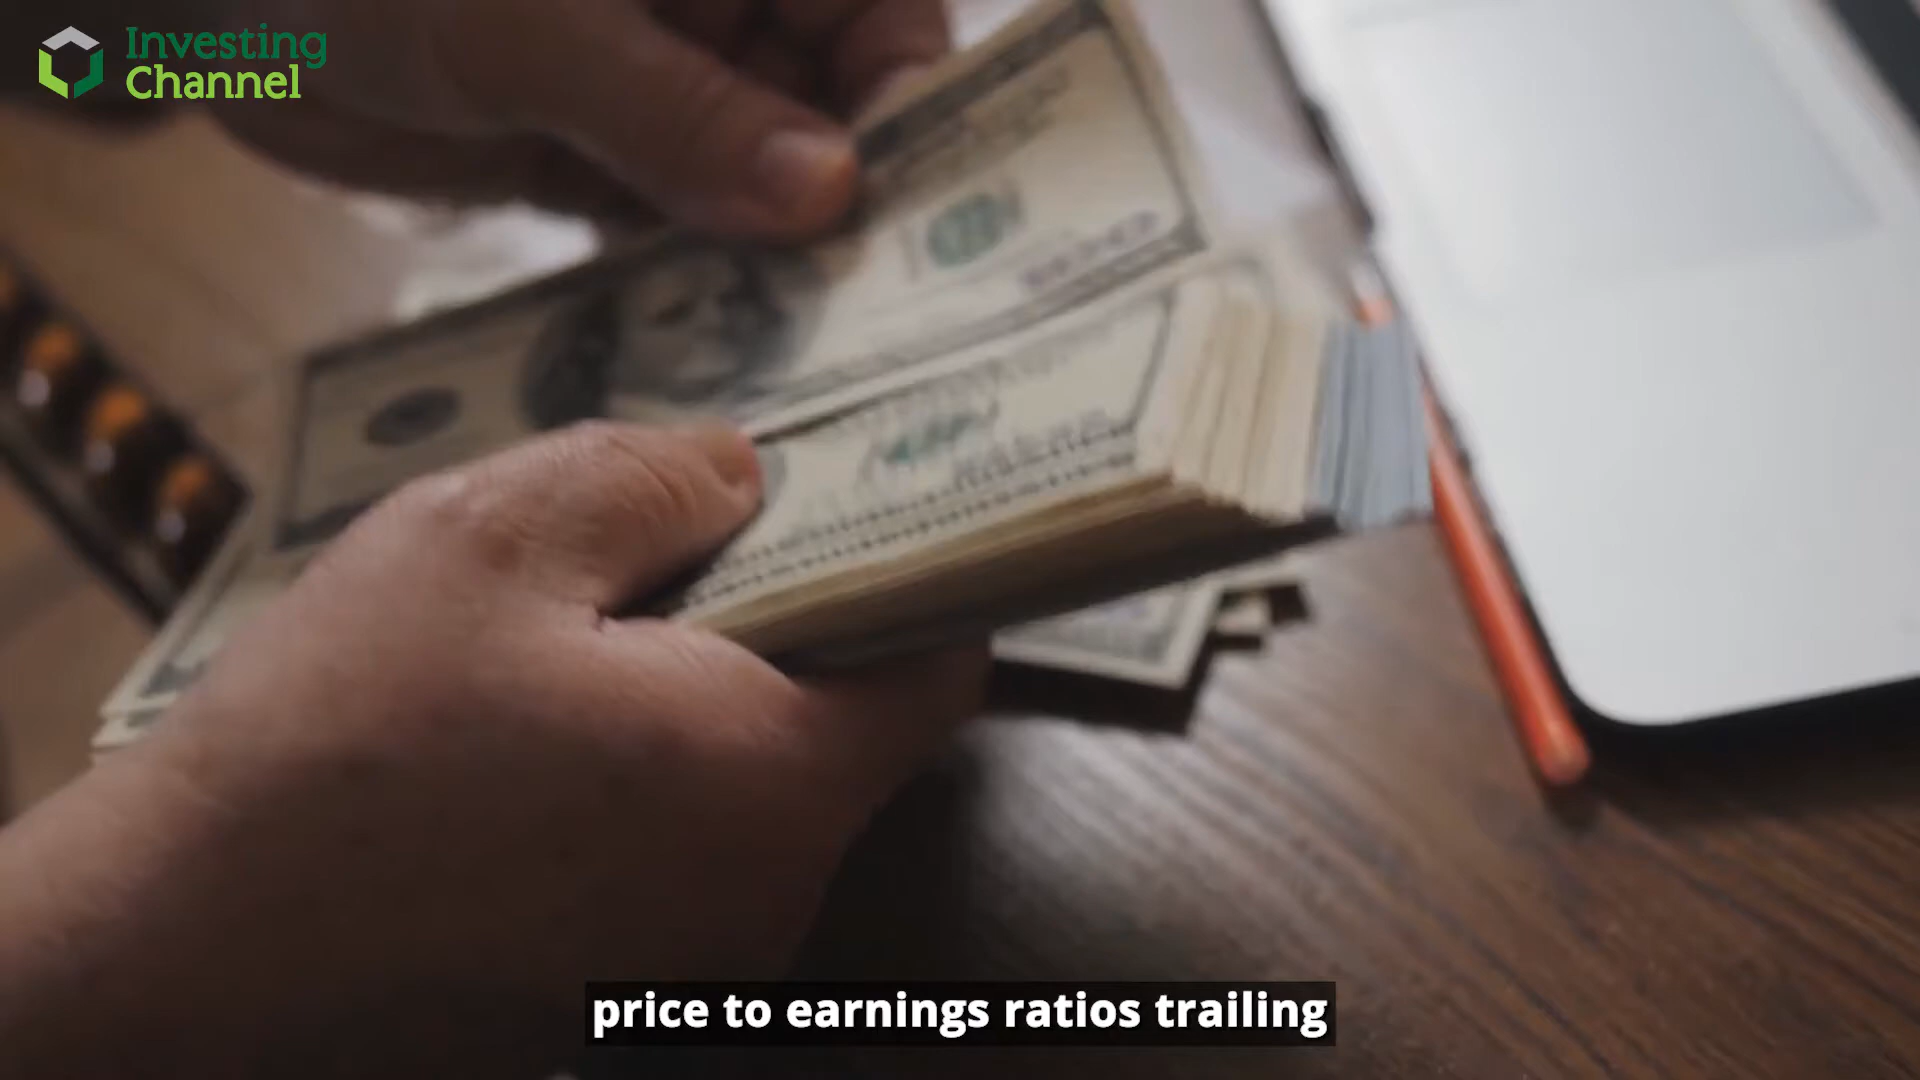 Investing
Channel
price to earnings ratios trailing